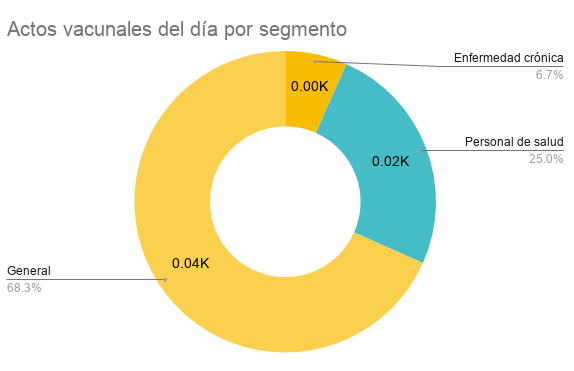 Actos vacunales del día por segmento
Enfermedad crónica
6.7%
0.00K
Personal de salud
25.0%
0.02K
0.04K
General
68.3%